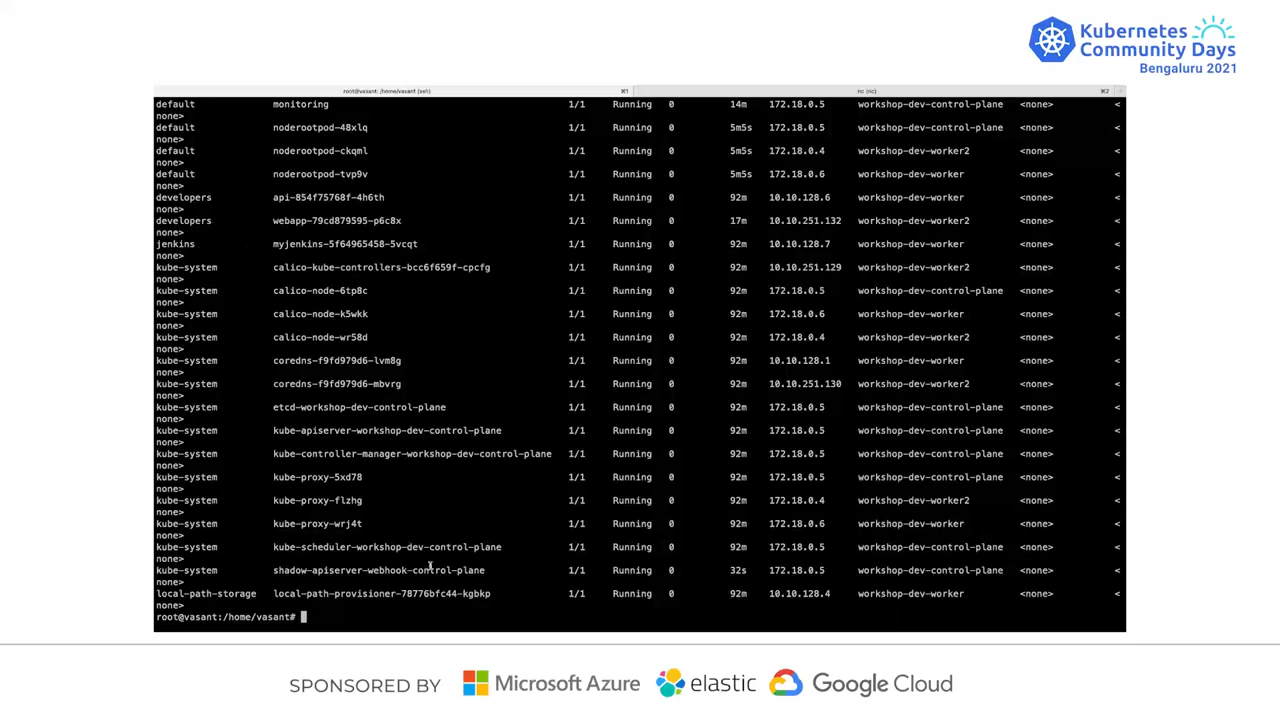 Kubernetes
Community Days
Bengaluru 2021
root@vasant: /home/vasant (ssh) ⌘1 nc (nc) ⌘2 +
default monitoring 1/1 Running 0 14m 172.18.0.5 workshop-dev-control-plane <none> <
none>
default noderootpod-48xlq 1/1 Running 0 5m5s 172.18.0.5 workshop-dev-control-plane <none> <
none>
default noderootpod-ckqml 1/1 Running 0 5m5s 172.18.0.4 workshop-dev-worker2 <none> <
none>
default noderootpod-tvp9v 1/1 Running 0 5m5s 172.18.0.6 workshop-dev-worker <none> <
none>
developers api-854f75768f-4h6th 1/1 Running 0 92m 10.10.128.6 workshop-dev-worker <none> <
none>
developers webapp-79cd879595-p6c8x 1/1 Running 0 17m 10.10.251.132 workshop-dev-worker2 <none> <
none>
jenkins myjenkins-5f64965458-5vcqt 1/1 Running 0 92m 10.10.128.7 workshop-dev-worker <none> <
none>
kube-system calico-kube-controllers-bcc6f659f-cpcfg 1/1 Running 0 92m 10.10.251.129 workshop-dev-worker2 <none> <
none>
kube-system calico-node-6tp8c 1/1 Running 0 92m 172.18.0.5 workshop-dev-control-plane <none> <
none>
kube-system calico-node-k5wkk 1/1 Running 0 92m 172.18.0.6 workshop-dev-worker <none> <
none>
kube-system calico-node-wr58d 1/1 Running 0 92m 172.18.0.4 workshop-dev-worker2 <none> <
none>
kube-system coredns-f9fd979d6-lvm8g 1/1 Running 0 92m 10.10.128.1 workshop-dev-worker <none> <
none>
kube-system coredns-f9fd979d6-mbvrg 1/1 Running 0 92m 10.10.251.130 workshop-dev-worker2 <none> <
none>
kube-system etcd-workshop-dev-control-plane 1/1 Running 0 92m 172.18.0.5 workshop-dev-control-plane <none> <
none>
kube-system kube-apiserver-workshop-dev-control-plane 1/1 Running 0 92m 172.18.0.5 workshop-dev-control-plane <none> <
none>
kube-system kube-controller-manager-workshop-dev-control-plane 1/1 Running 0 92m 172.18.0.5 workshop-dev-control-plane <none> <
none>
kube-system kube-proxy-5xd78 1/1 Running 0 92m 172.18.0.5 workshop-dev-control-plane <none> <
none>
kube-system kube-proxy-flzhg 1/1 Running 0 92m 172.18.0.4 workshop-dev-worker2 <none> <
none>
kube-system kube-proxy-wrj4t 1/1 Running 0 92m 172.18.0.6 workshop-dev-worker <none> <
none>
kube-system kube-scheduler-workshop-dev-control-plane 1/1 Running 0 92m 172.18.0.5 workshop-dev-control-plane <none> <
none>
kube-system shadow-apiserver-webhook-control-plane 1/1 Running 0 32s 172.18.0.5 workshop-dev-control-plane <none> <
none>
local-path-storage local-path-provisioner-78776bfc44-kgbkp 1/1 Running 0 92m 10.10.128.4 workshop-dev-worker <none> <
none>
root@vasant:/home/vasant#
SPONSORED BY Microsoft Azure elastic Google Cloud